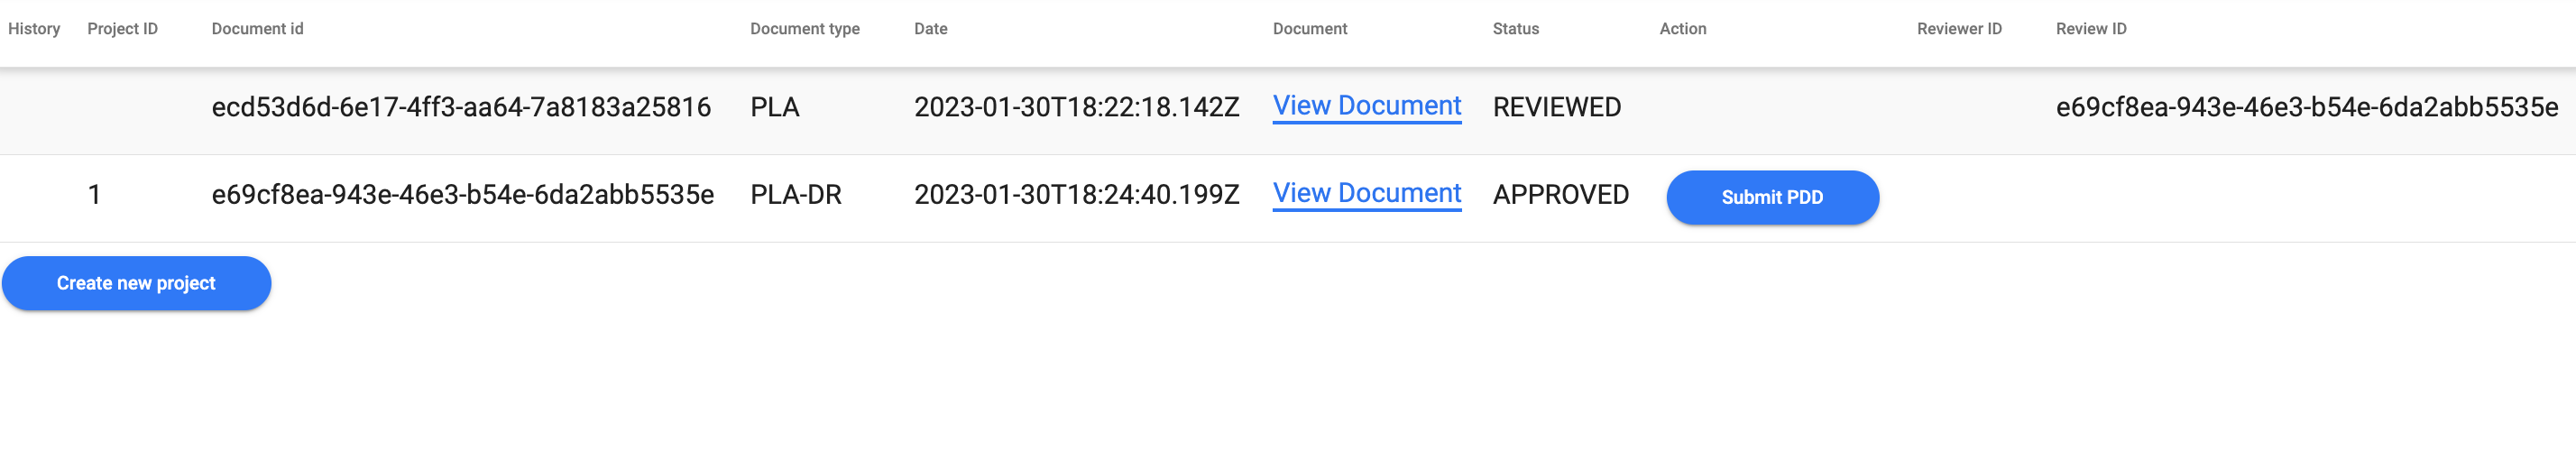 History Project ID Document id Document type Date Document Status Action Reviewer ID Review ID
ecd53d6d-6e17-4ff3-aa64-7a8183a25816 PLA 2023-01-30T18:22:18.142Z View Document REVIEWED e69cf8ea-943e-46e3-b54e-6da2abb5535e
1 e69cf8ea-943e-46e3-b54e-6da2abb5535e PLA-DR 2023-01-30T18:24:40.199Z View Document APPROVED Submit PDD
Create new project